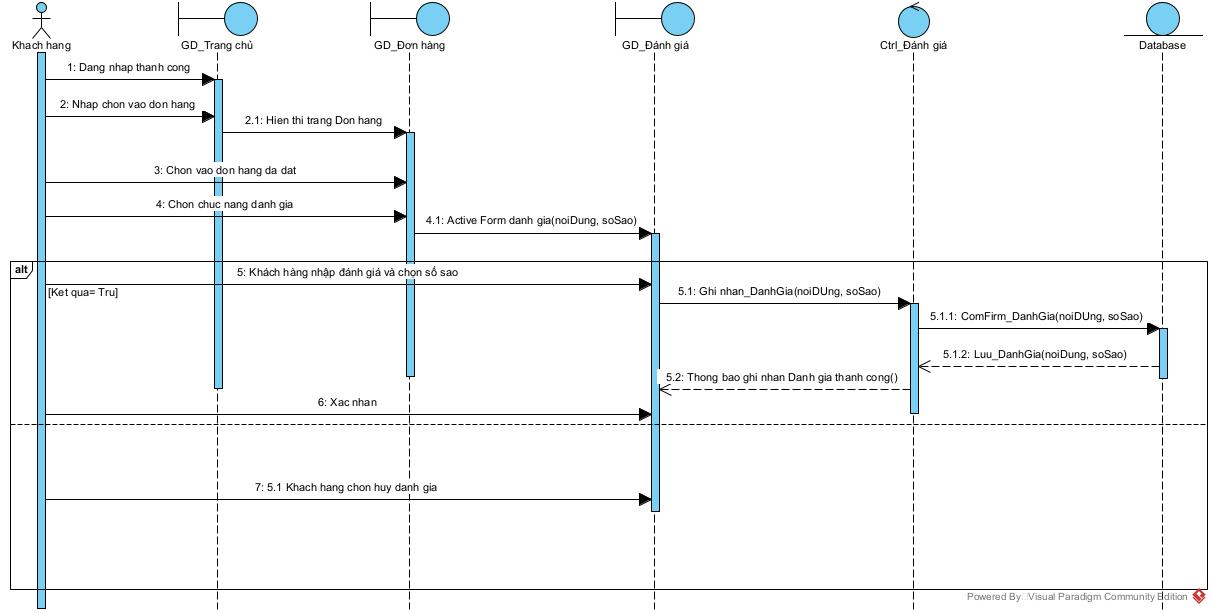 Khach hang
GD_Trang chủ
GD_Đơn hàng
GD_Đánh giá
Ctrl_Đánh giá
Database
1: Dang nhap thanh cong
2: Nhap chon vao don hang
2.1: Hien thi trang Don hang
3: Chon vao don hang da dat
4: Chon chuc nang danh gia
4.1: Active Form danh gia(noiDung, soSao)
alt
5: Khách hàng nhập đánh giá và chọn số sao
[Ket qua= Tru]
5.1: Ghi nhan_DanhGia(noiDUng, soSao)
5.1.1: ComFirm_DanhGia(noiDUng, soSao)
5.1.2: Luu_DanhGia(noiDung, soSao)
5.2: Thong bao ghi nhan Danh gia thanh cong()
6: Xac nhan
7: 5.1 Khach hang chon huy danh gia
Powered By Visual Paradigm Community Edition